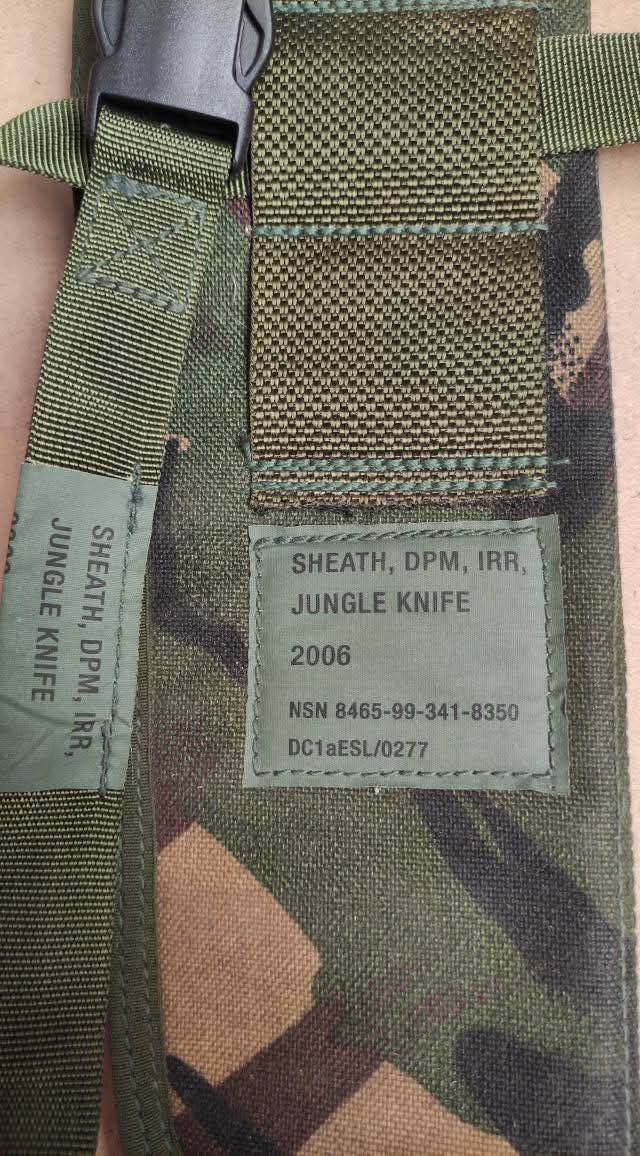 SHEATH, DPM, IRR,
JUNGLE KNIFE
2006
NSN 8465-99-341-8350
DC1aESL/0277
SHEATH, DPM, IRR,
JUNGLE KNIFE